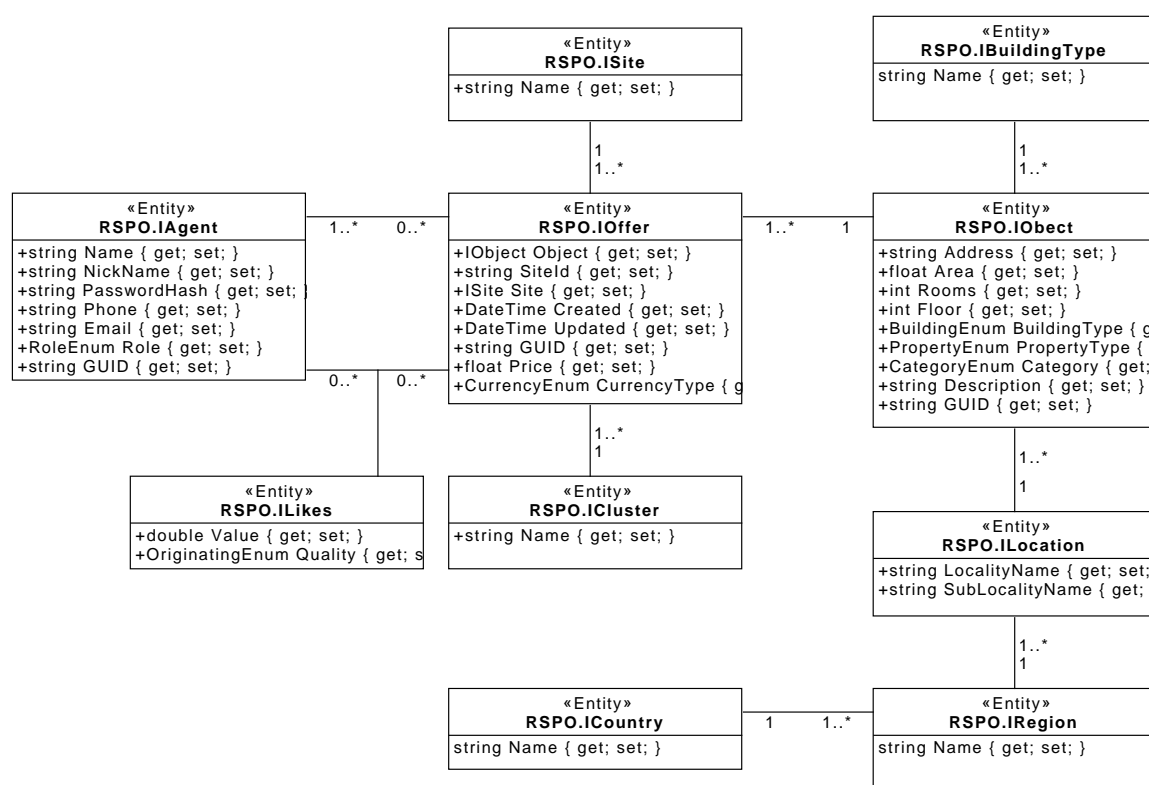 «Entity»
RSPO.ISite
+string Name { get; set; }
«Entity»
RSPO.IBuildingType
string Name { get; set; }
1
1..*
1
1..*
«Entity»
RSPO.IAgent
+string Name { get; set; }
+string NickName { get; set; }
+string PasswordHash { get; set; }
+string Phone { get; set; }
+string Email { get; set; }
+RoleEnum Role { get; set; }
+string GUID { get; set; }
1..* 0..*
0..* 0..*
«Entity»
RSPO.IOffer
+IObject Object { get; set; }
+string SiteId { get; set; }
+ISite Site { get; set; }
+DateTime Created { get; set; }
+DateTime Updated { get; set; }
+string GUID { get; set; }
+float Price { get; set; }
+CurrencyEnum CurrencyType { g
1..* 1
«Entity»
RSPO.IObect
+string Address { get; set; }
+float Area { get; set; }
+int Rooms { get; set; }
+int Floor { get; set; }
+BuildingEnum BuildingType { g
+PropertyEnum PropertyType {
+CategoryEnum Category { get;
+string Description { get; set; }
+string GUID { get; set; }
1..*
1
1..*
1
«Entity»
RSPO.ILikes
+double Value { get; set; }
+OriginatingEnum Quality { get; s
«Entity»
RSPO.ICluster
+string Name { get; set; }
«Entity»
RSPO.ILocation
+string LocalityName { get; set;
+string SubLocalityName { get;
1..*
1
«Entity»
RSPO.ICountry
string Name { get; set; }
1 1..*
«Entity»
RSPO.IRegion
string Name { get; set; }